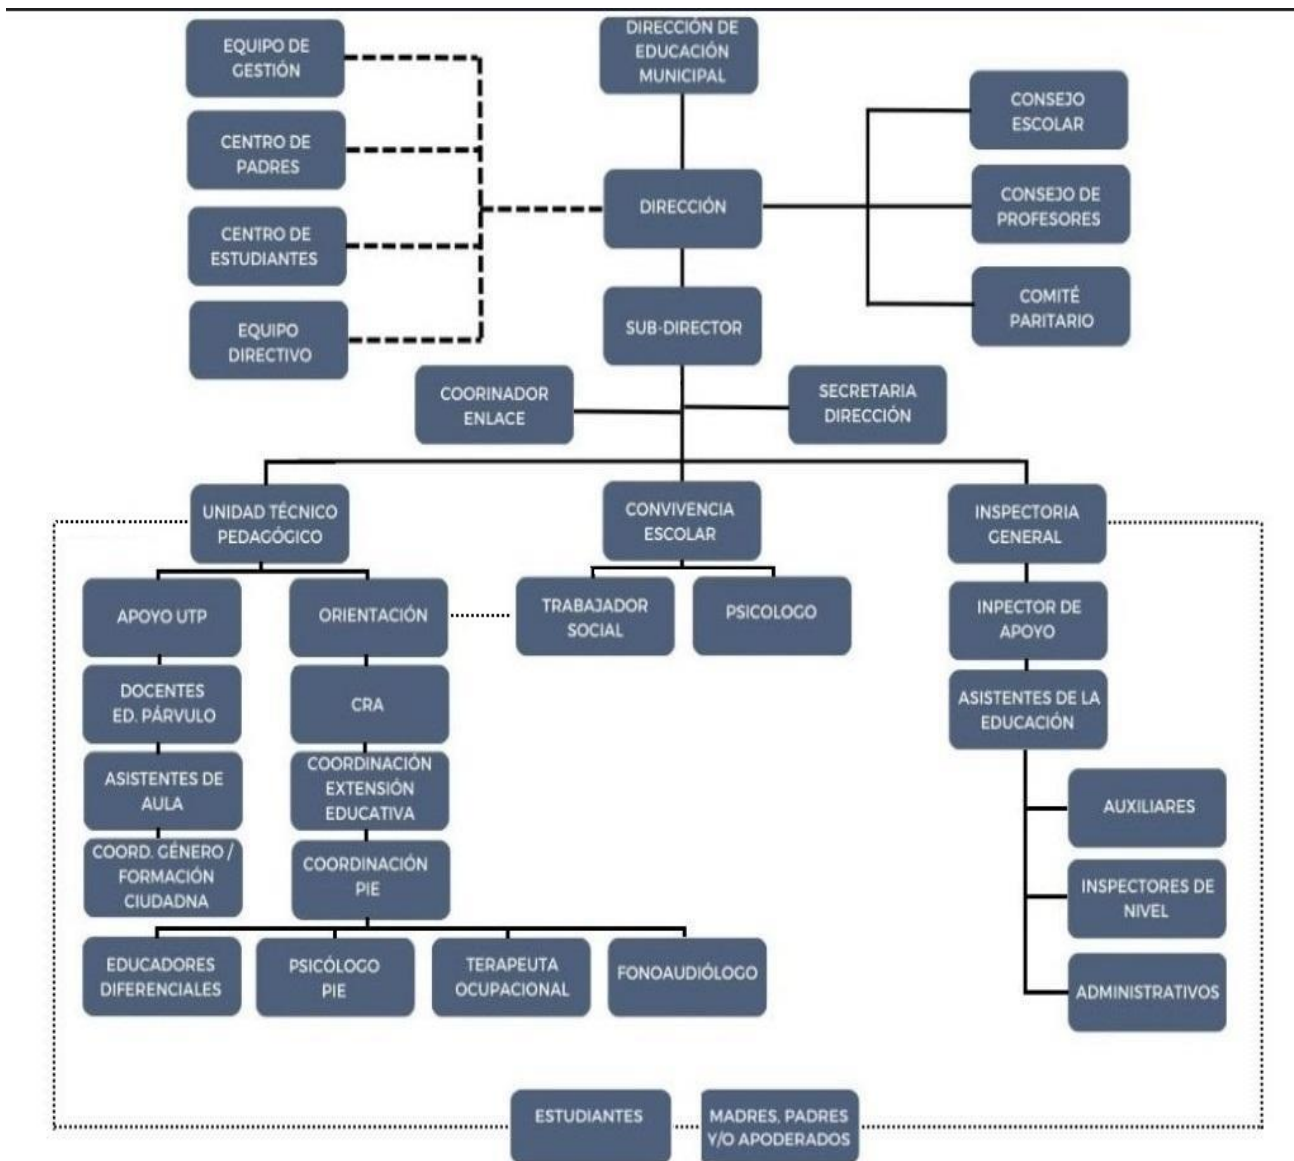 EQUIPO DE
GESTIÓN
DIRECCIÓN DE
EDUCACIÓN
MUNICIPAL
CONSEJO
ESCOLAR
CENTRO DE
PADRES
DIRECCIÓN
CONSEJO DE
PROFESORES
CENTRO DE
ESTUDIANTES
SUB-DIRECTOR
COMITÉ
PARITARIO
EQUIPO
DIRECTIVO
COORINADOR
ENLACE
SECRETARIA
DIRECCIÓN
UNIDAD TÉCNICO
PEDAGÓGICO
CONVIVENCIA
ESCOLAR
INSPECTORIA
GENERAL
APOYO UTP
ORIENTACIÓN
TRABAJADOR
SOCIAL
PSICOLOGO
INPECTOR DE
APOYO
DOCENTES
ED. PÁRVULO
CRA
ASISTENTES DE LA
EDUCACIÓN
ASISTENTES DE
AULA
COORDINACIÓN
EXTENSIÓN
EDUCATIVA
AUXILIARES
COORD. GÉNERO /
FORMACIÓN
CIUDADNA
COORDINACIÓN
PIE
INSPECTORES DE
NIVEL
EDUCADORES
DIFERENCIALES
PSICÓLOGO
PIE
TERAPEUTA
OCUPACIONAL
FONOAUDIÓLOGO
ADMINISTRATIVOS
ESTUDIANTES
MADRES, PADRES
Y/O APODERADOS